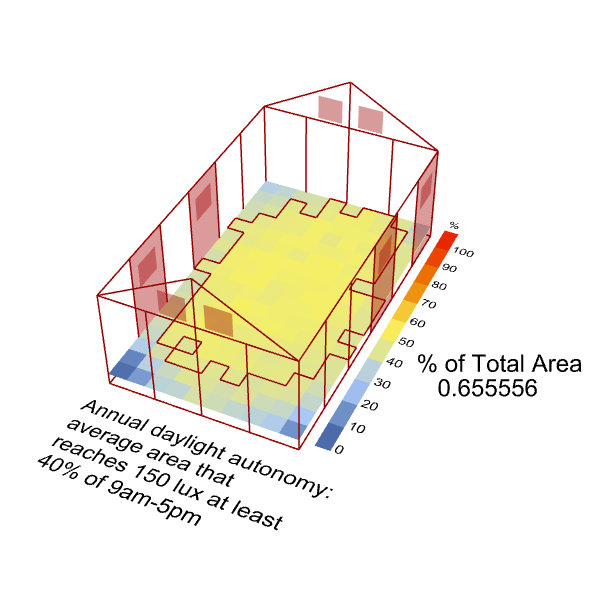 %
100
90
80
70
60
50
40
30
20
10
0
% of Total Area
0.655556
Annual daylight autonomy:
average area that
reaches 150 lux at least
40% of 9am-5pm